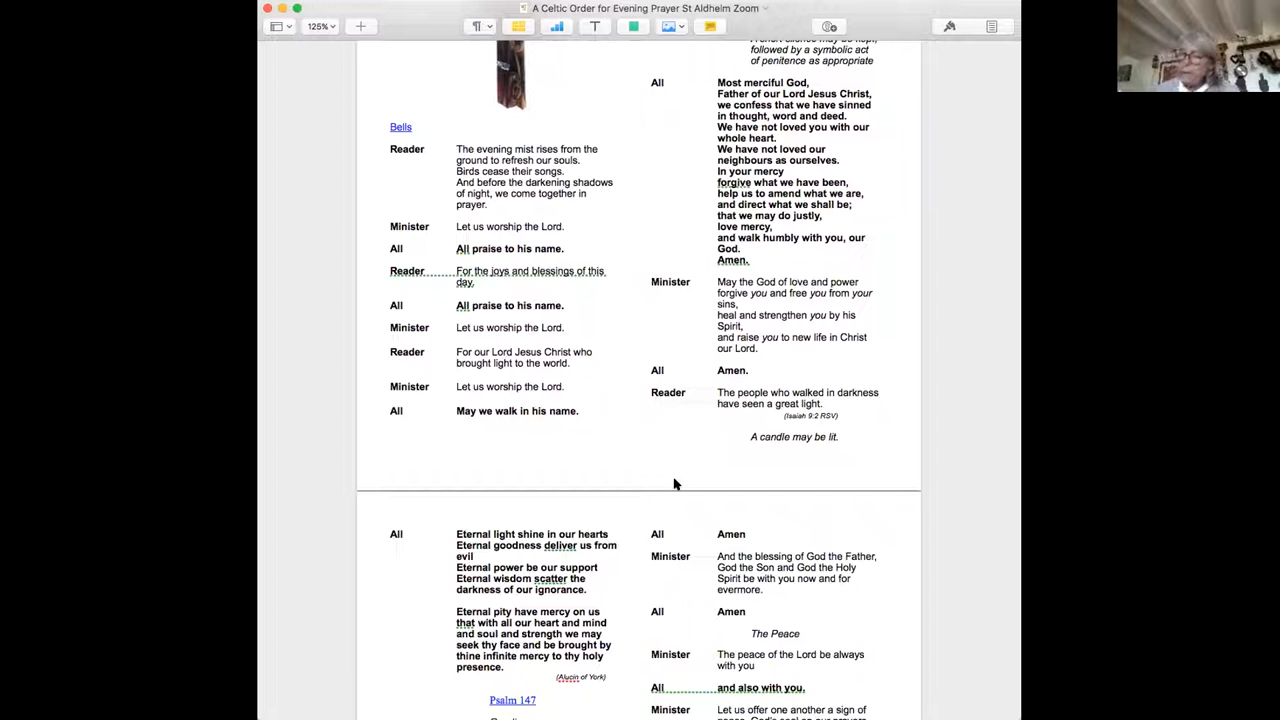 A Celtic Order for Evening Prayer St Aldhelm Zoom
125%
Bells
Reader The evening mist rises from the
ground to refresh our souls.
Birds cease their songs.
And before the darkening shadows
of night, we come together in
prayer.
Minister Let us worship the Lord.
All All praise to his name.
Reader For the joys and blessings of this
day,
All All praise to his name.
Minister Let us worship the Lord.
Reader For our Lord Jesus Christ who
brought light to the world.
Minister Let us worship the Lord.
All May we walk in his name.
A short silence may be kept,
followed by a symbolic act
of penitence as appropriate
All Most merciful God,
Father of our Lord Jesus Christ,
we confess that we have sinned
in thought, word and deed.
We have not loved you with our
whole heart.
We have not loved our
neighbours as ourselves.
In your mercy
forgive what we have been,
help us to amend what we are,
and direct what we shall be;
that we may do justly,
love mercy,
and walk humbly with you, our
God.
Amen.
Minister May the God of love and power
forgive you and free you from your
sins,
heal and strengthen you by his
Spirit,
and raise you to new life in Christ
our Lord.
All Amen.
Reader The people who walked in darkness
have seen a great light.
(Isaiah 9:2 RSV)
A candle may be lit.
All Eternal light shine in our hearts
Eternal goodness deliver us from
evil
Eternal power be our support
Eternal wisdom scatter the
darkness of our ignorance.
Eternal pity have mercy on us
that with all our heart and mind
and soul and strength we may
seek thy face and be brought by
thine infinite mercy to thy holy
presence.
(Alucin of York)
Psalm 147
All Amen
Minister And the blessing of God the Father,
God the Son and God the Holy
Spirit be with you now and for
evermore.
All Amen
The Peace
Minister The peace of the Lord be always
with you
All and also with you.
Minister Let us offer one another a sign of